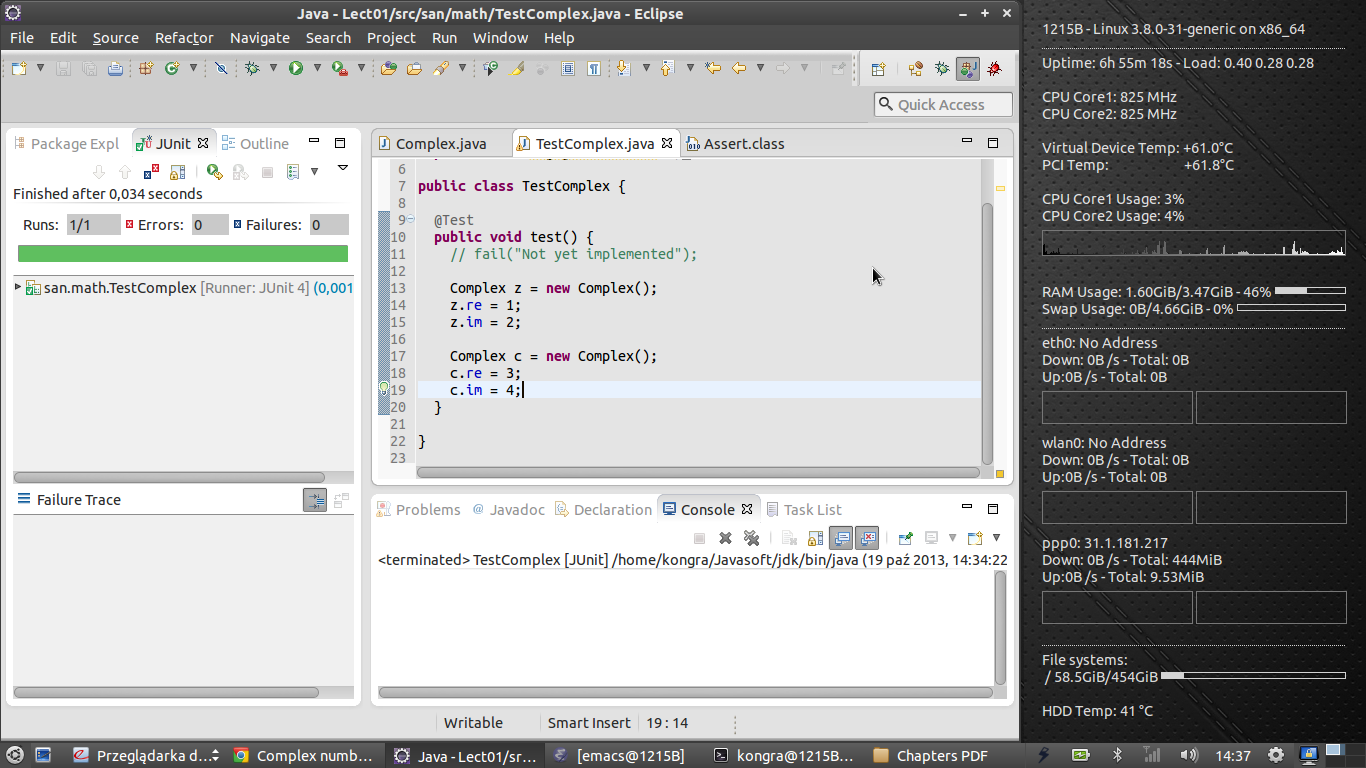 Java - Lect01/src/san/math/TestComplex.java - Eclipse
File Edit Source Refactor Navigate Search Project Run Window Help
Quick Access
Package Expl JUnit Outline
Finished after 0,034 seconds
Runs: 1/1 Errors: 0 Failures: 0
san.math.TestComplex [Runner: JUnit 4] (0,001
Failure Trace
Complex.java TestComplex.java Assert.class
6
7 public class TestComplex {
8
9 @Test
10 public void test() {
11 // fail("Not yet implemented");
12
13 Complex z = new Complex();
14 z.re = 1;
15 z.im = 2;
16
17 Complex c = new Complex();
18 c.re = 3;
19 c.im = 4;
20 }
21
22 }
23
Problems Javadoc Declaration Console Task List
<terminated> TestComplex [JUnit] /home/kongra/Javasoft/jdk/bin/java (19 paź 2013, 14:34:22
Writable Smart Insert 19 : 14
1215B - Linux 3.8.0-31-generic on x86_64
Uptime: 6h 55m 18s - Load: 0.40 0.28 0.28
CPU Core1: 825 MHz
CPU Core2: 825 MHz
Virtual Device Temp: +61.0°C
PCI Temp: +61.8°C
CPU Core1 Usage: 3%
CPU Core2 Usage: 4%
RAM Usage: 1.60GiB/3.47GiB - 46%
Swap Usage: 0B/4.66GiB - 0%
eth0: No Address
Down: 0B/s - Total: 0B
Up:0B/s - Total: 0B
wlan0: No Address
Down: 0B/s - Total: 0B
Up:0B/s - Total: 0B
ppp0: 31.1.181.217
Down: 0B/s - Total: 444MiB
Up:0B/s - Total: 9.53MiB
File systems:
/ 58.5GiB/454GiB
HDD Temp: 41 °C
Przeglądarka d... Complex numb... Java - Lect01/sr... [emacs@1215B] kongra@1215B... Chapters PDF 14:37